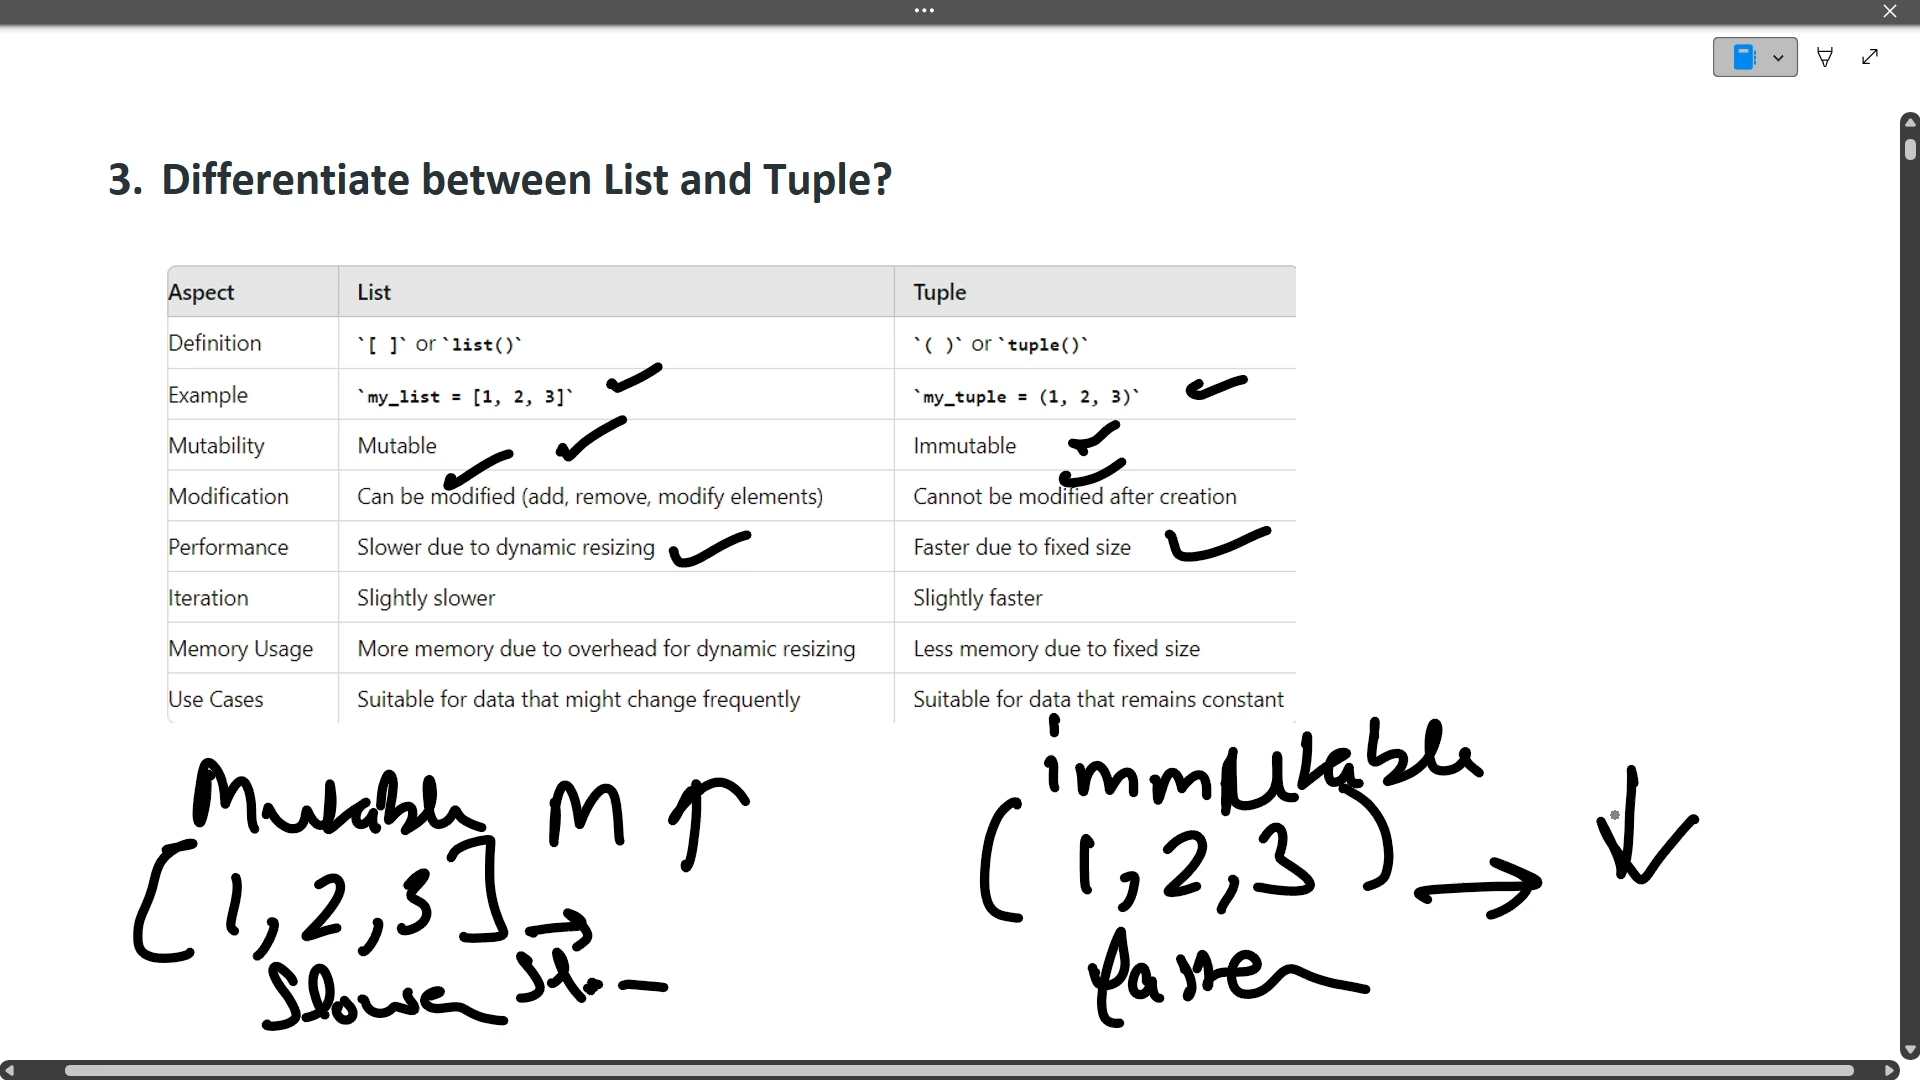 3. Differentiate between List and Tuple?
Aspect List Tuple
Definition `[ ]` or `list()` `( )` or `tuple()`
Example `my_list = [1, 2, 3]` `my_tuple = (1, 2, 3)`
Mutability Mutable Immutable
Modification Can be modified (add, remove, modify elements) Cannot be modified after creation
Performance Slower due to dynamic resizing Faster due to fixed size
Iteration Slightly slower Slightly faster
Memory Usage More memory due to overhead for dynamic resizing Less memory due to fixed size
Use Cases Suitable for data that might change frequently Suitable for data that remains constant
Mutable M ↑ immutable ↓
[1, 2, 3] → (1, 2, 3) →
Slower faster